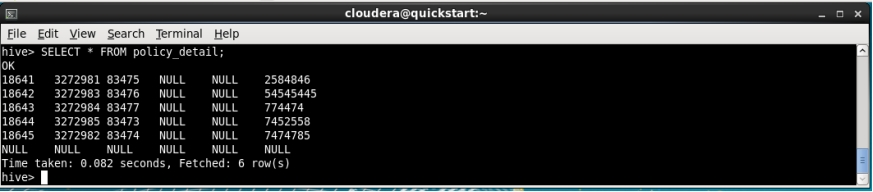 cloudera@quickstart:~
File Edit View Search Terminal Help
hive> SELECT * FROM policy_detail;
OK
18641 3272981 83475 NULL NULL 2584846
18642 3272983 83476 NULL NULL 54545445
18643 3272984 83477 NULL NULL 774474
18644 3272985 83473 NULL NULL 7452558
18645 3272982 83474 NULL NULL 7474785
NULL NULL NULL NULL NULL NULL
Time taken: 0.082 seconds, Fetched: 6 row(s)
hive>